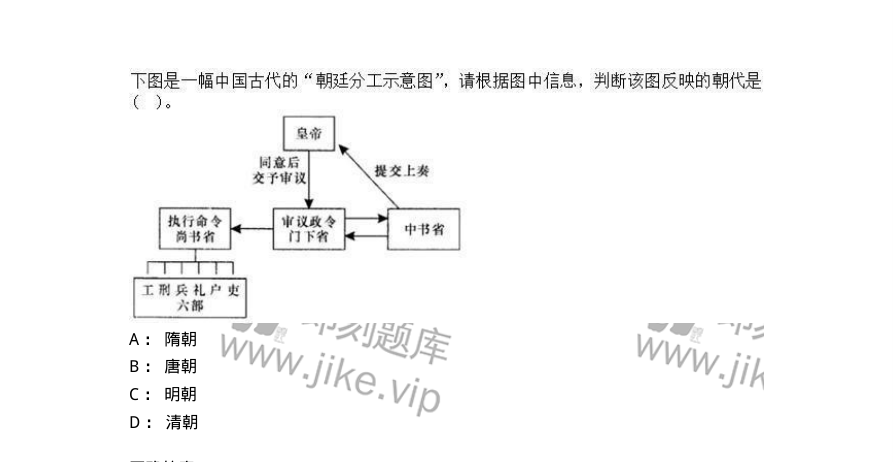 下图是一幅中国古代的“朝廷分工示意图”，请根据图中信息，判断该图反映的朝代是
（ ）。
皇帝
同意后
交予审议
提交上奏
执行命令
尚书省
审议政令
门下省
中书省
工 刑 兵 礼 户 吏
六部
A： 隋朝
B： 唐朝
C： 明朝
D： 清朝
题库
www.jike.vip
www.jik